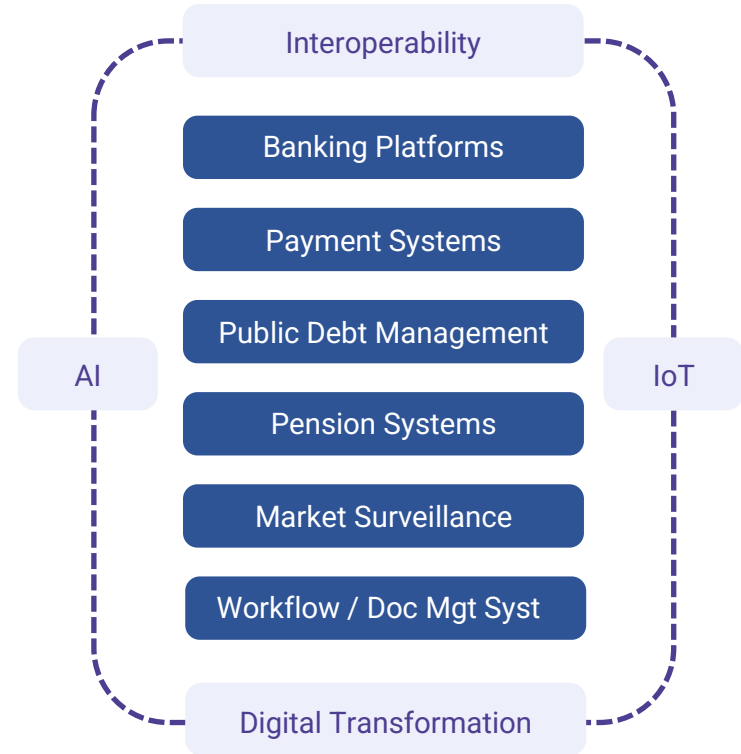 Interoperability
Banking Platforms
Payment Systems
Public Debt Management
AI
IoT
Pension Systems
Market Surveillance
Workflow / Doc Mgt Syst
Digital Transformation